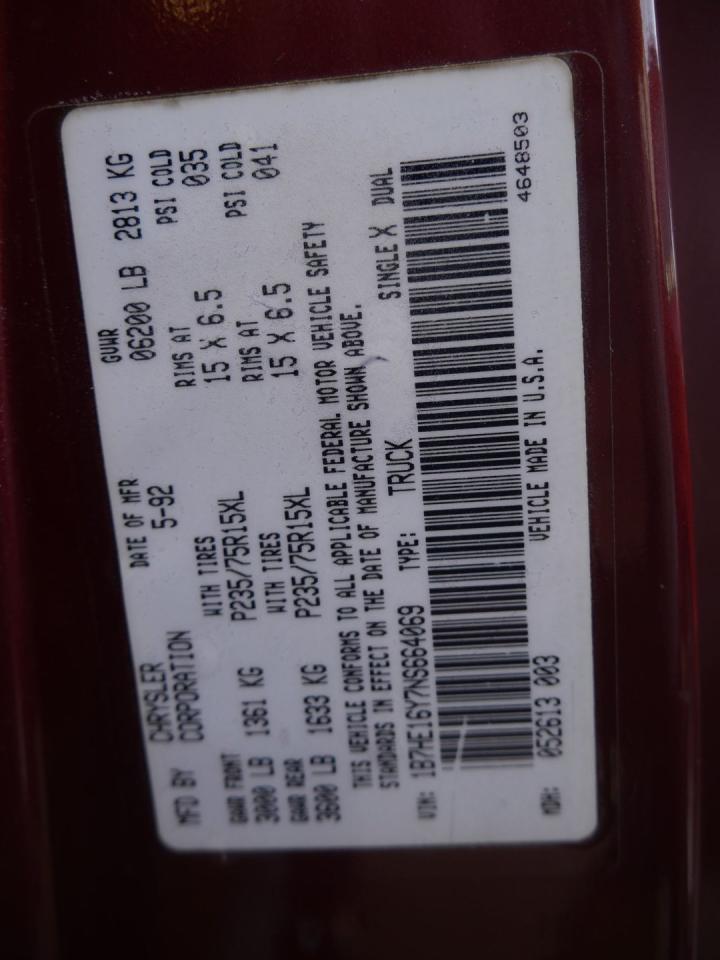 MFD BY CHRYSLER CORPORATION
DATE OF MFR 5-92
GVWR 06200 LB 2813 KG
GAWR FRONT 3000 LB 1361 KG
WITH TIRES P235/75R15XL
RIMS AT 15 X 6.5
PSI COLD 035
GAWR REAR 3600 LB 1633 KG
WITH TIRES P235/75R15XL
RIMS AT 15 X 6.5
PSI COLD 041
THIS VEHICLE CONFORMS TO ALL APPLICABLE FEDERAL MOTOR VEHICLE SAFETY
STANDARDS IN EFFECT ON THE DATE OF MANUFACTURE SHOWN ABOVE.
VIN: 1B7HE16Y7NS664069 TYPE: TRUCK SINGLE X DUAL
MDH: 052613 003 VEHICLE MADE IN U.S.A. 4648503